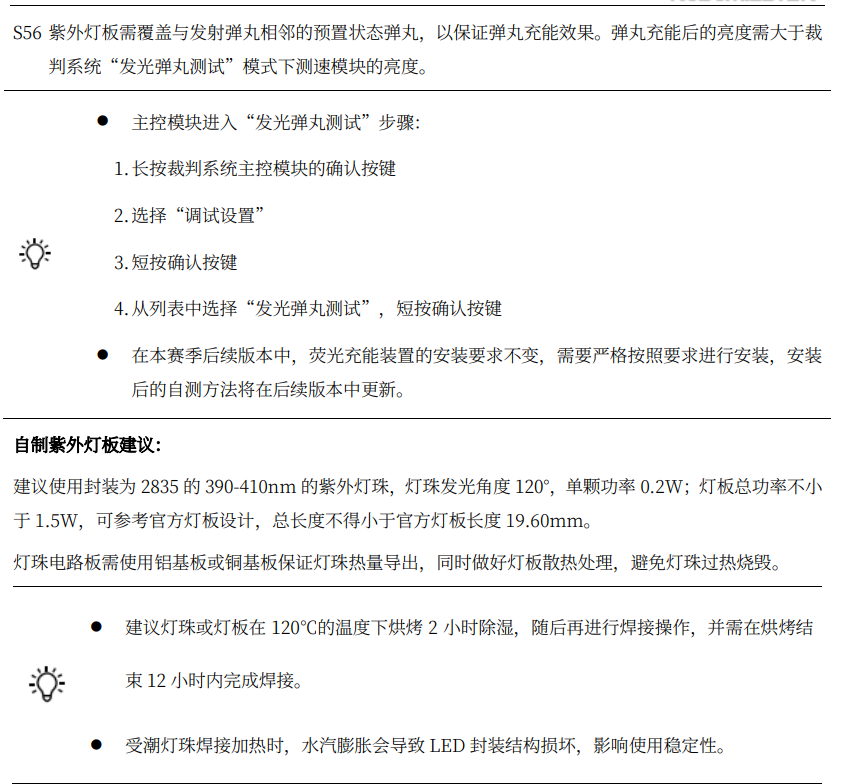 S56 紫外灯板需覆盖与发射弹丸相邻的预置状态弹丸，以保证弹丸充能效果。弹丸充能后的亮度需大于裁
判系统“发光弹丸测试”模式下测速模块的亮度。
● 主控模块进入“发光弹丸测试”步骤：
1. 长按裁判系统主控模块的确认按键
2. 选择“调试设置”
3. 短按确认按键
4. 从列表中选择“发光弹丸测试”，短按确认按键
● 在本赛季后续版本中，荧光充能装置的安装要求不变，需要严格按照要求进行安装，安装
后的自测方法将在后续版本中更新。
自制紫外灯板建议：
建议使用封装为 2835 的 390-410nm 的紫外灯珠，灯珠发光角度 120°，单颗功率 0.2W；灯板总功率不小
于 1.5W，可参考官方灯板设计，总长度不得小于官方灯板长度 19.60mm。
灯珠电路板需使用铝基板或铜基板保证灯珠热量导出，同时做好灯板散热处理，避免灯珠过热烧毁。
● 建议灯珠或灯板在 120℃的温度下烘烤 2 小时除湿，随后再进行焊接操作，并需在烘烤结
束 12 小时内完成焊接。
● 受潮灯珠焊接加热时，水汽膨胀会导致 LED 封装结构损坏，影响使用稳定性。